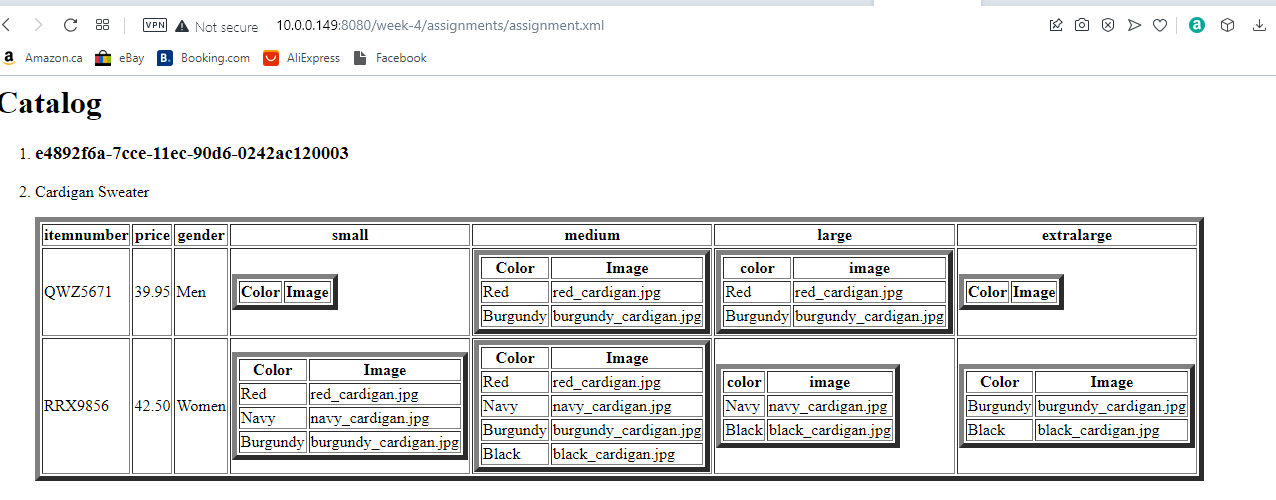 VPN Not secure 10.0.0.149:8080/week-4/assignments/assignment.xml
Amazon.ca eBay Booking.com AliExpress Facebook
Catalog
1. e4892f6a-7cce-11ec-90d6-0242ac120003
2. Cardigan Sweater
itemnumber price gender small medium large extralarge
QWZ5671 39.95 Men
Color Image
Color Image
Red red_cardigan.jpg
Burgundy burgundy_cardigan.jpg
color image
Red red_cardigan.jpg
Burgundy burgundy_cardigan.jpg
Color Image
RRX9856 42.50 Women
Color Image
Red red_cardigan.jpg
Navy navy_cardigan.jpg
Burgundy burgundy_cardigan.jpg
Color Image
Red red_cardigan.jpg
Navy navy_cardigan.jpg
Burgundy burgundy_cardigan.jpg
Black black_cardigan.jpg
color image
Navy navy_cardigan.jpg
Black black_cardigan.jpg
Color Image
Burgundy burgundy_cardigan.jpg
Black black_cardigan.jpg